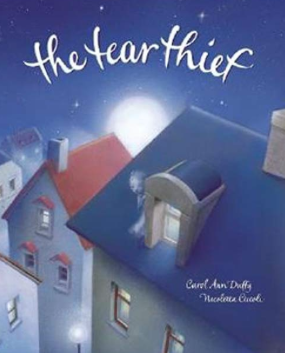 the tear thief
Carol Ann Duffy
Nicoletta Ceccoli